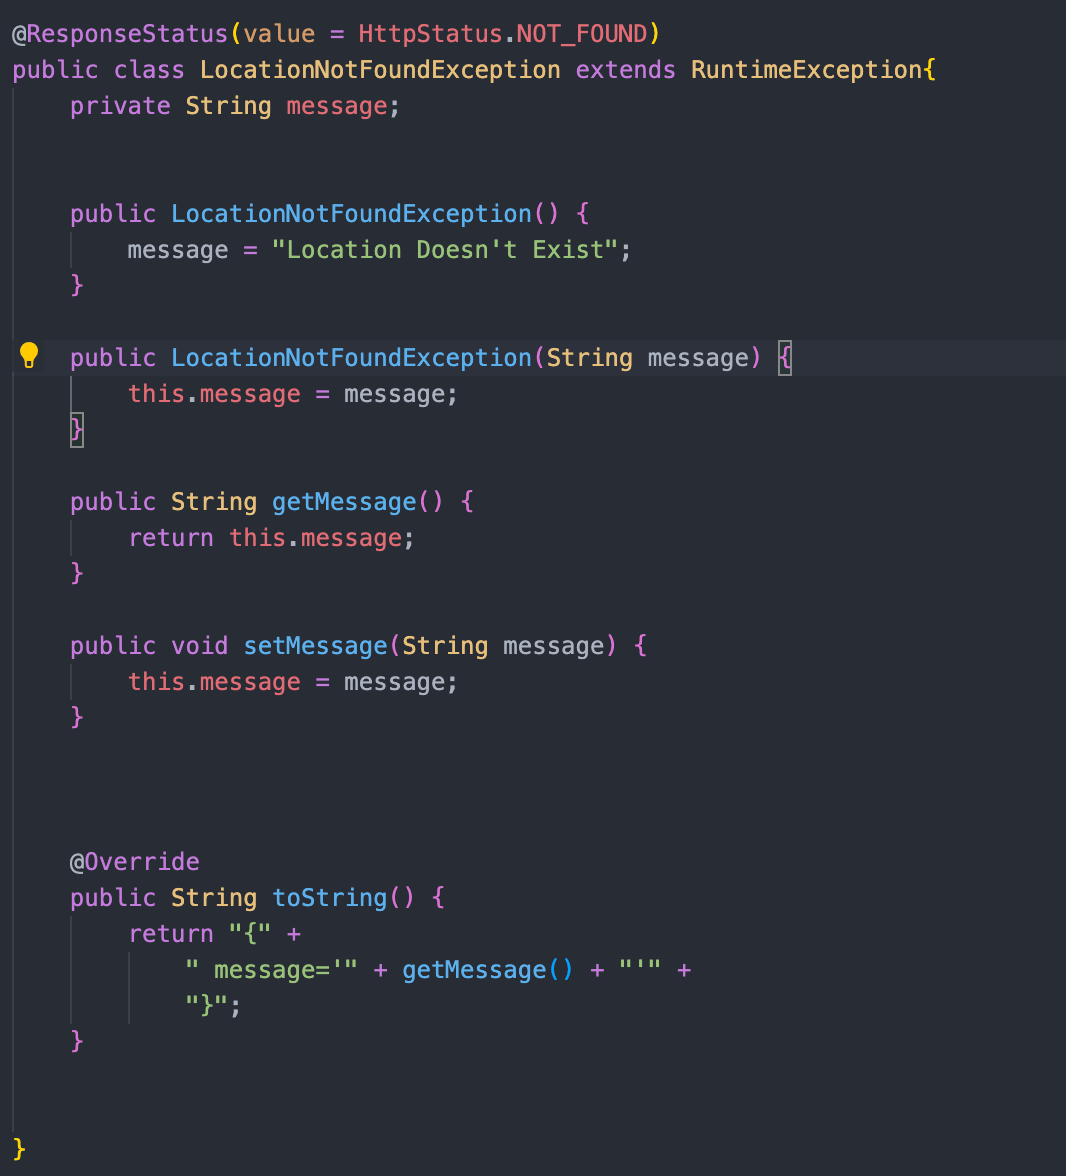 @ResponseStatus(value = HttpStatus.NOT_FOUND)
public class LocationNotFoundException extends RuntimeException{
    private String message;


    public LocationNotFoundException() {
        message = "Location Doesn't Exist";
    }

    public LocationNotFoundException(String message) {
        this.message = message;
    }

    public String getMessage() {
        return this.message;
    }

    public void setMessage(String message) {
        this.message = message;
    }



    @Override
    public String toString() {
        return "{" +
            " message='" + getMessage() + "'" +
            "}";
    }


}